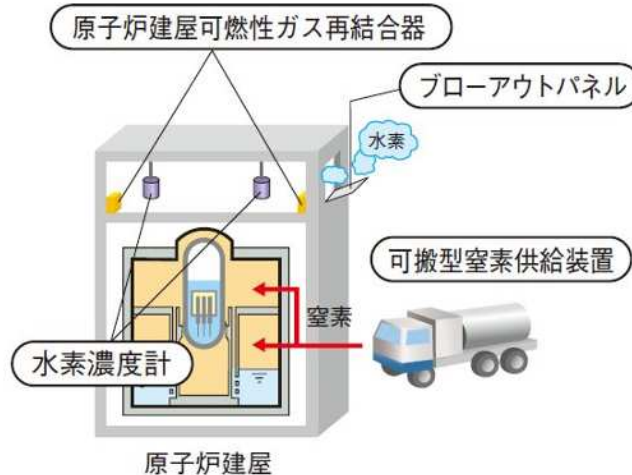 原子炉建屋可燃性ガス再結合器
ブローアウトパネル
水素
可搬型窒素供給装置
窒素
水素濃度計
原子炉建屋